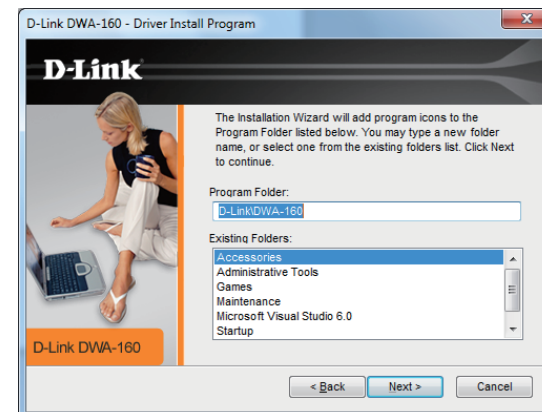 D-Link DWA-160 - Driver Install Program
D-Link
The Installation Wizard will add program icons to the
Program Folder listed below. You may type a new folder
name, or select one from the existing folders list. Click Next
to continue.
Program Folder:
D-Link\DWA-160
Existing Folders:
Accessories
Administrative Tools
Games
Maintenance
Microsoft Visual Studio 6.0
Startup
D-Link DWA-160
< Back Next > Cancel